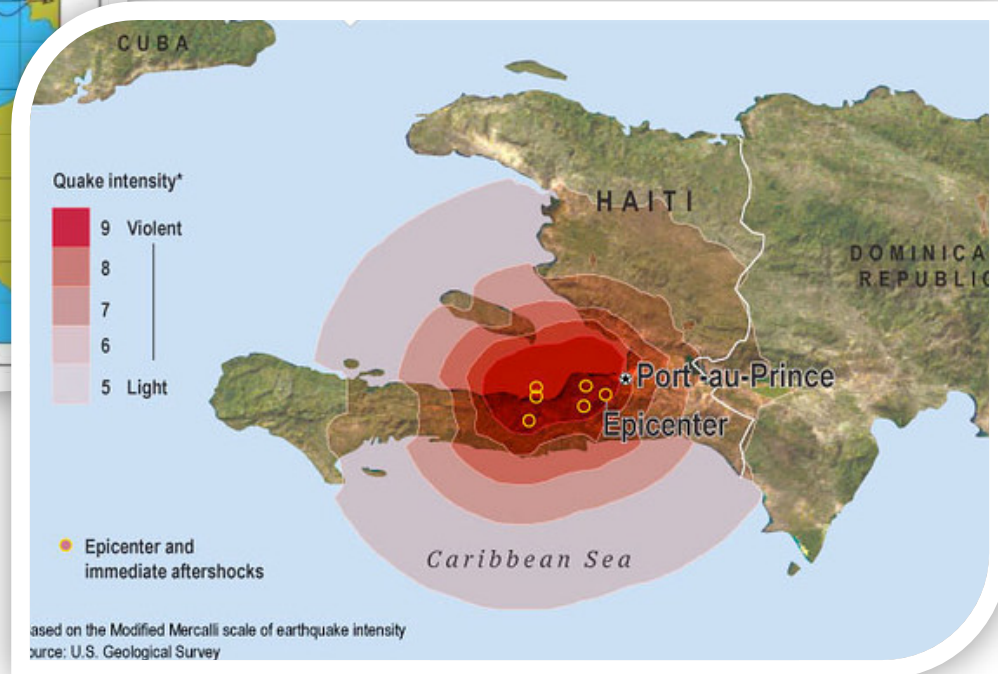 CUBA
Quake intensity*
9 Violent
8
7
6
5 Light
HAITI
DOMINICA
REPUBLIC
Port-au-Prince
Epicenter
Epicenter and
immediate aftershocks
Caribbean Sea
ased on the Modified Mercalli scale of earthquake intensity
ource: U.S. Geological Survey